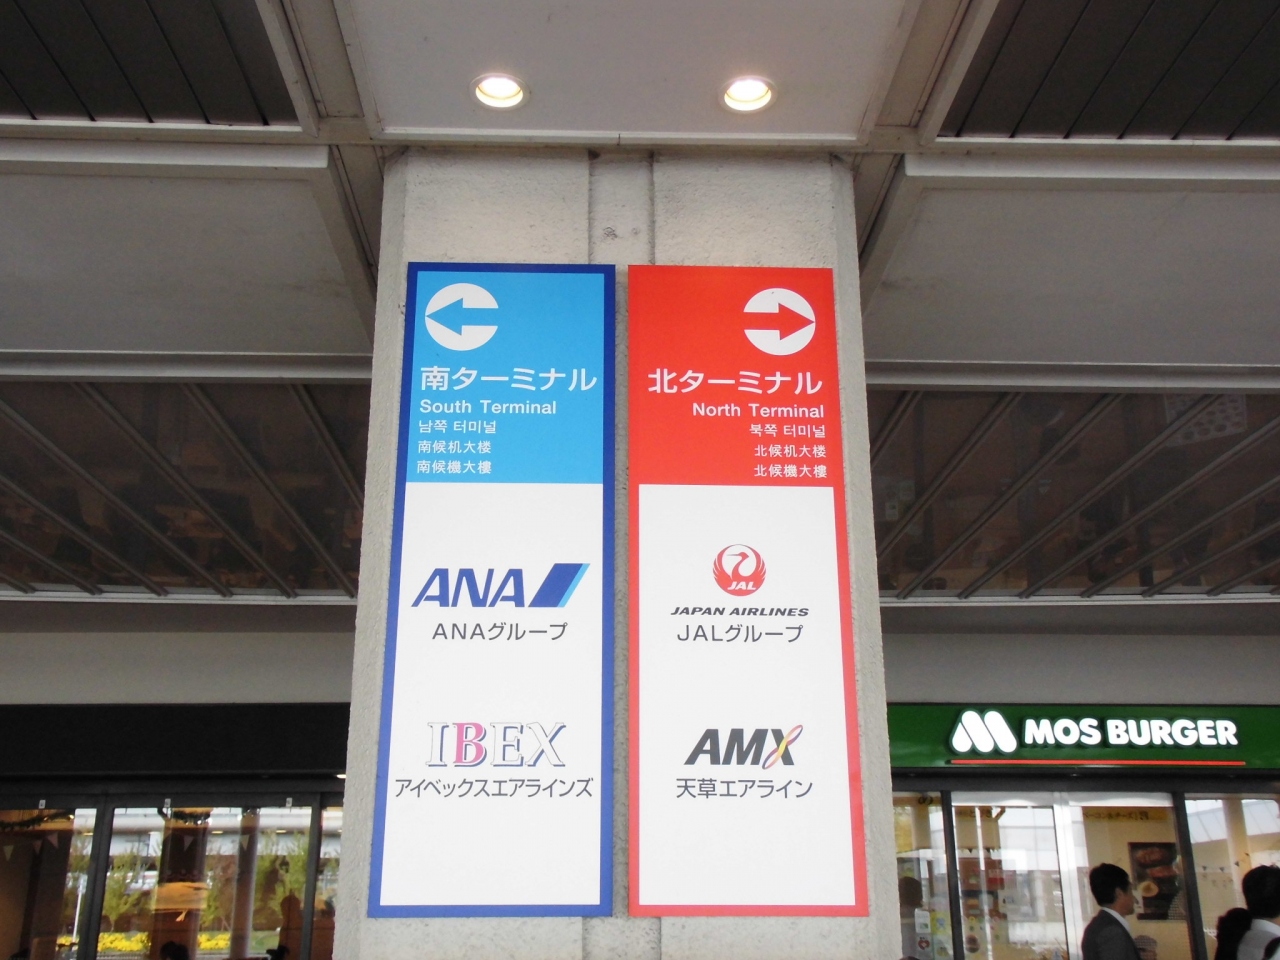 南ターミナル
South Terminal
남쪽 터미널
南候机大楼
南候機大樓
ANA
ANAグループ
IBEX
アイベックスエアラインズ
北ターミナル
North Terminal
북쪽 터미널
北候机大楼
北候機大樓
JAL
JAPAN AIRLINES
JALグループ
AMX
天草エアライン
MOS BURGER